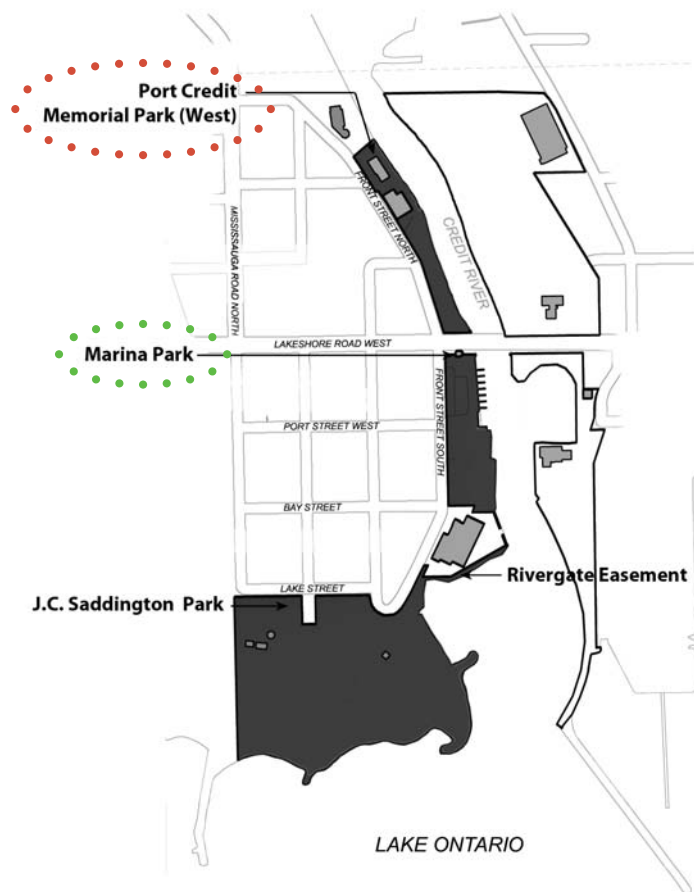 Port Credit
Memorial Park (West)
FRONT STREET NORTH
MISSISSAUGA ROAD NORTH
CREDIT RIVER
LAKESHORE ROAD WEST
Marina Park
FRONT STREET SOUTH
PORT STREET WEST
BAY STREET
Rivergate Easement
LAKE STREET
J.C. Saddington Park
LAKE ONTARIO